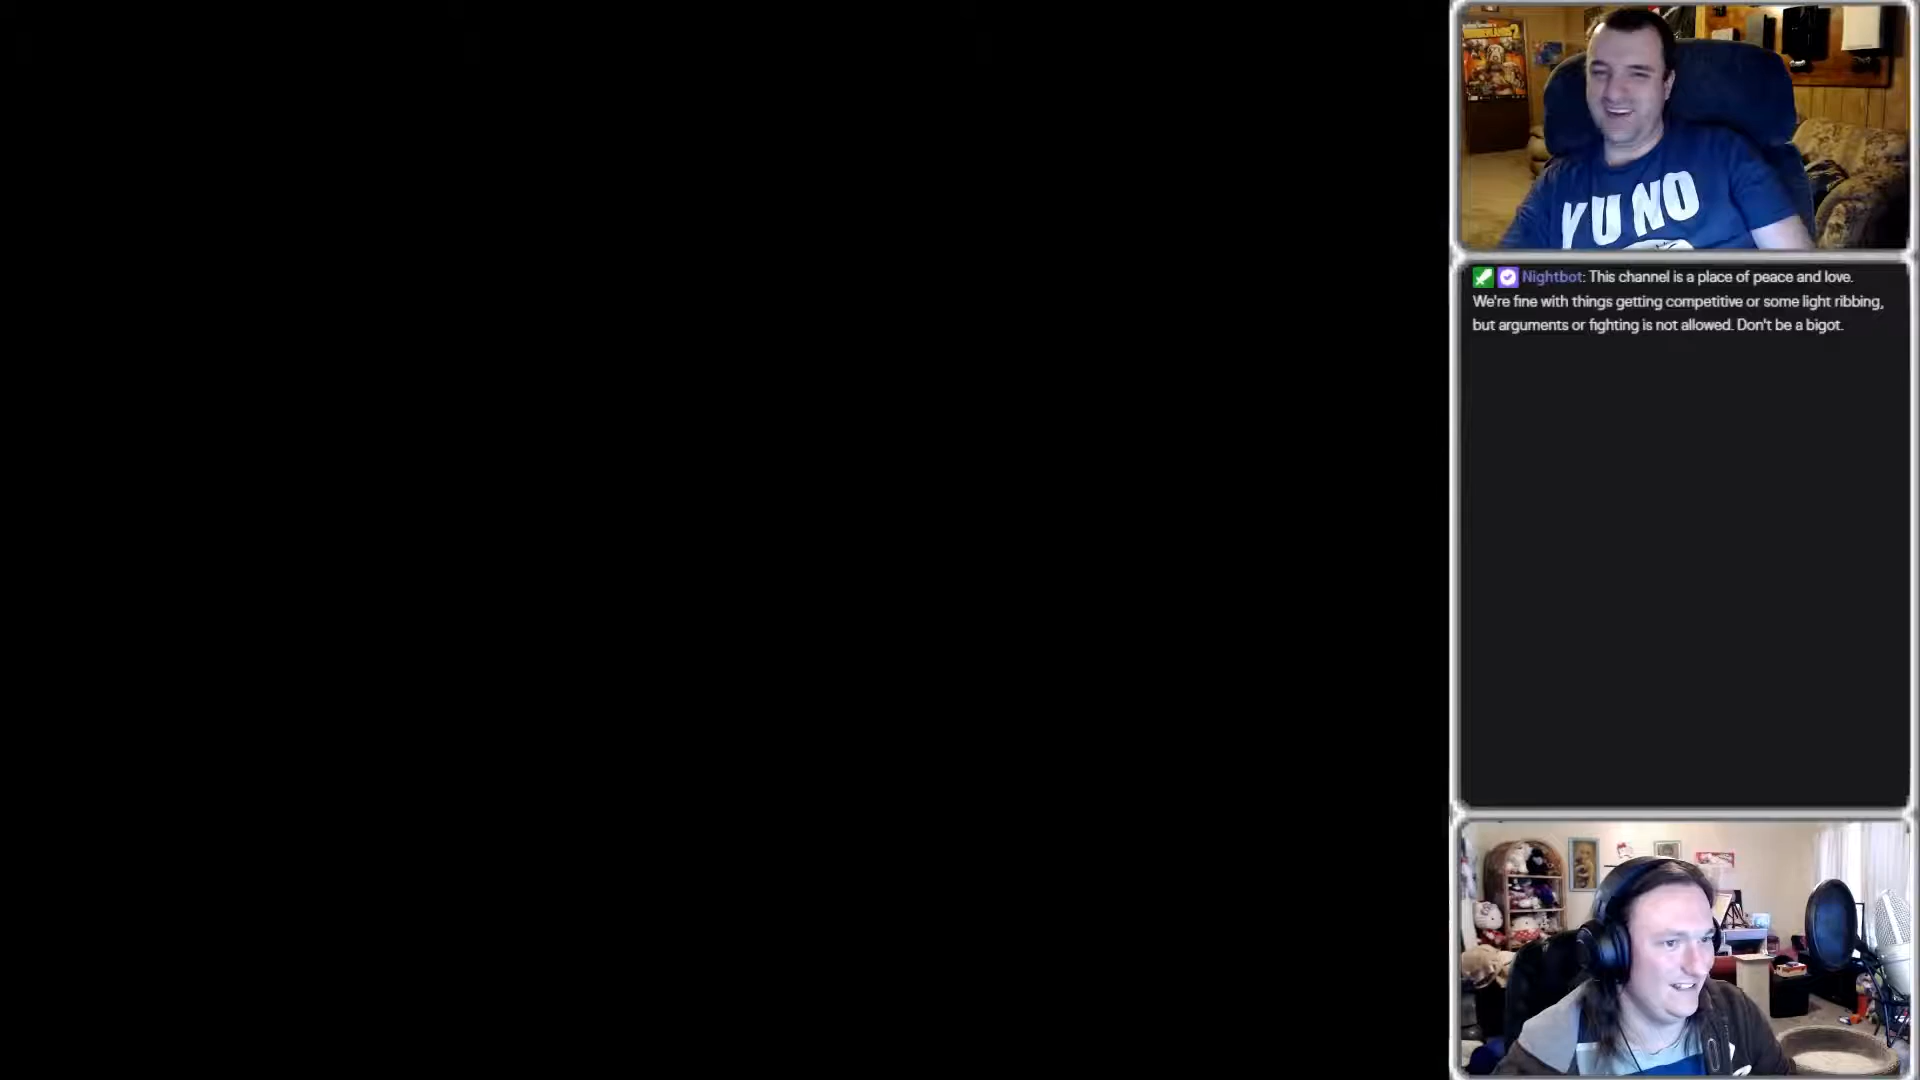 YU NO
Nightbot: This channel is a place of peace and love.
We're fine with things getting competitive or some light ribbing,
but arguments or fighting is not allowed. Don't be a bigot.